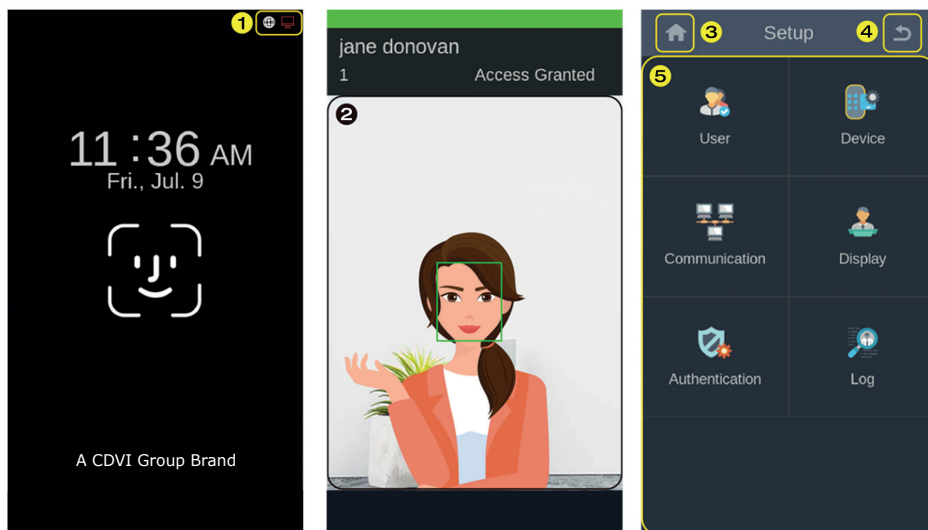 1
11 : 36 AM
Fri., Jul. 9
A CDVI Group Brand
jane donovan
1 Access Granted
2
3 Setup 4
5
User Device
Communication Display
Authentication Log